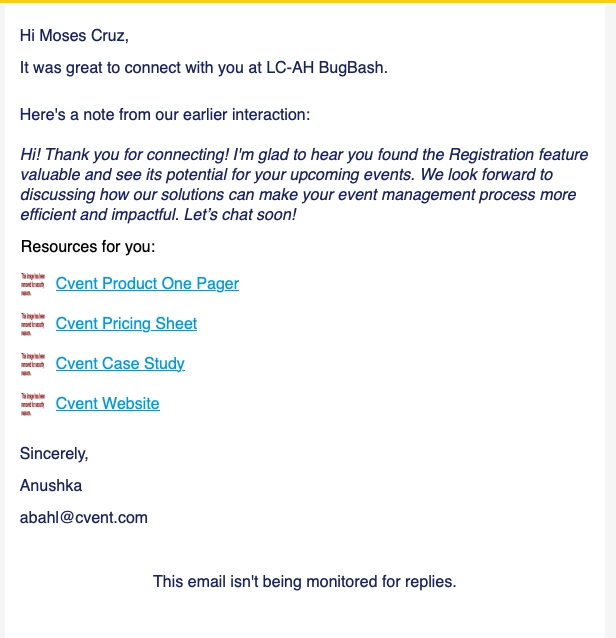 Hi Moses Cruz,
It was great to connect with you at LC-AH BugBash.
Here's a note from our earlier interaction:
Hi! Thank you for connecting! I'm glad to hear you found the Registration feature
valuable and see its potential for your upcoming events. We look forward to
discussing how our solutions can make your event management process more
efficient and impactful. Let’s chat soon!
Resources for you:
This image has been
removed for security
reasons.
Cvent Product One Pager
This image has been
removed for security
reasons.
Cvent Pricing Sheet
This image has been
removed for security
reasons.
Cvent Case Study
This image has been
removed for security
reasons.
Cvent Website
Sincerely,
Anushka
abahl@cvent.com
This email isn't being monitored for replies.